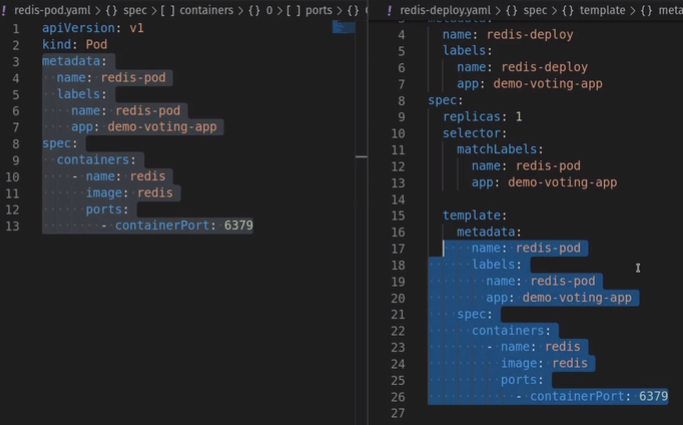 ! redis-pod.yaml > {} spec > [ ] containers > {} 0 > [ ] ports > {}
1 apiVersion: v1
2 kind: Pod
3 metadata:
4   name: redis-pod
5   labels:
6     name: redis-pod
7     app: demo-voting-app
8 spec:
9   containers:
10     - name: redis
11       image: redis
12       ports:
13         - containerPort: 6379
! redis-deploy.yaml > {} spec > {} template > {} meta
4   name: redis-deploy
5   labels:
6     name: redis-deploy
7     app: demo-voting-app
8 spec:
9   replicas: 1
10   selector:
11     matchLabels:
12       name: redis-pod
13       app: demo-voting-app
14
15   template:
16     metadata:
17       name: redis-pod
18       labels:
19         name: redis-pod
20         app: demo-voting-app
21     spec:
22       containers:
23         - name: redis
24           image: redis
25           ports:
26             - containerPort: 6379
27